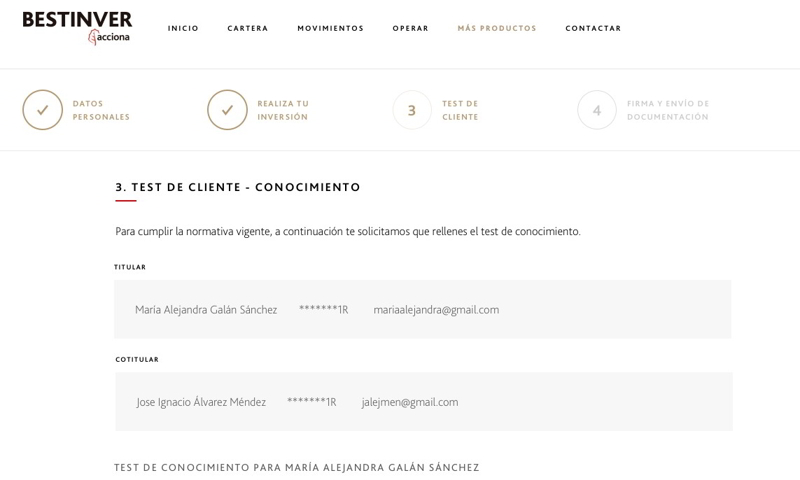 BESTINVER
acciona
INICIO CARTERA MOVIMIENTOS OPERAR MÁS PRODUCTOS CONTACTAR
DATOS
PERSONALES
REALIZA TU
INVERSIÓN
3
TEST DE
CLIENTE
4
FIRMA Y ENVÍO DE
DOCUMENTACIÓN
3. TEST DE CLIENTE - CONOCIMIENTO
Para cumplir la normativa vigente, a continuación te solicitamos que rellenes el test de conocimiento.
TITULAR
María Alejandra Galán Sánchez *******1R mariaalejandra@gmail.com
COTITULAR
Jose Ignacio Álvarez Méndez *******1R jalejmen@gmail.com
TEST DE CONOCIMIENTO PARA MARÍA ALEJANDRA GALÁN SÁNCHEZ